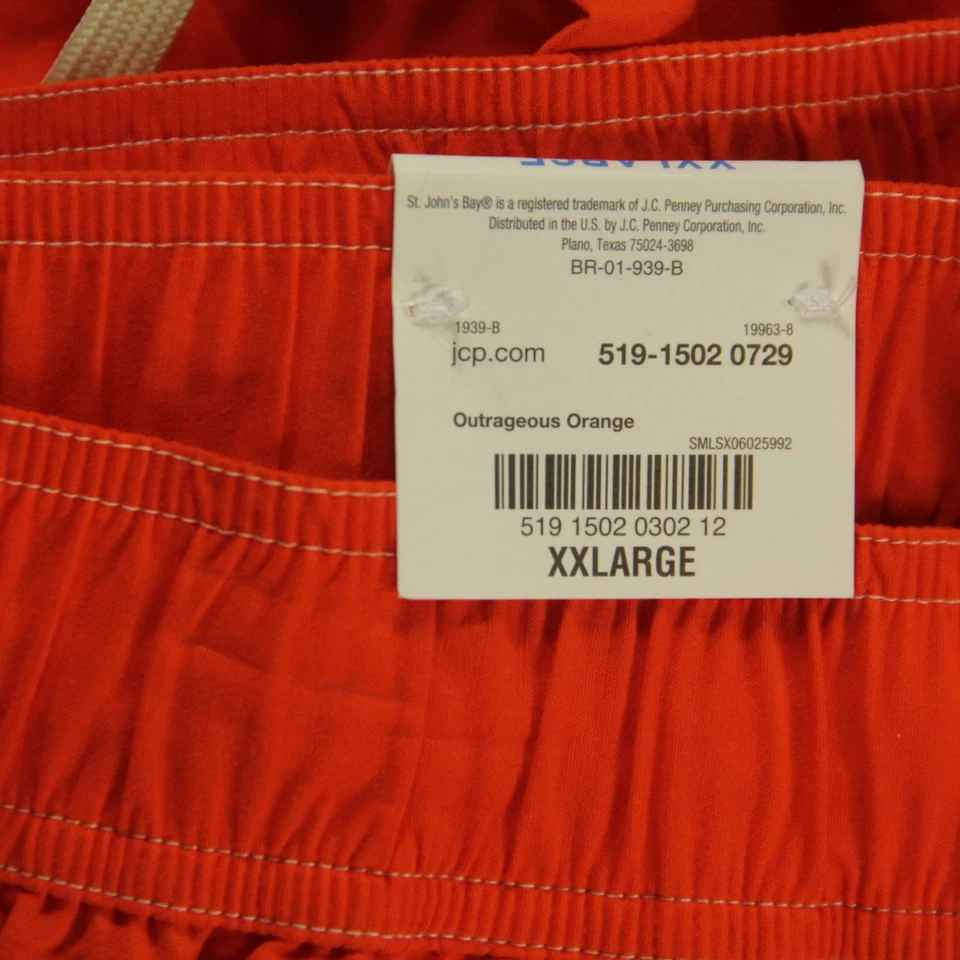 XXLARGE
St. John's Bay® is a registered trademark of J.C. Penney Purchasing Corporation, Inc.
Distributed in the U.S. by J.C. Penney Corporation, Inc.
Plano, Texas 75024-3698
BR-01-939-B
1939-B 19963-8
jcp.com 519-1502 0729
Outrageous Orange
SMLSX06025992
519 1502 0302 12
XXLARGE